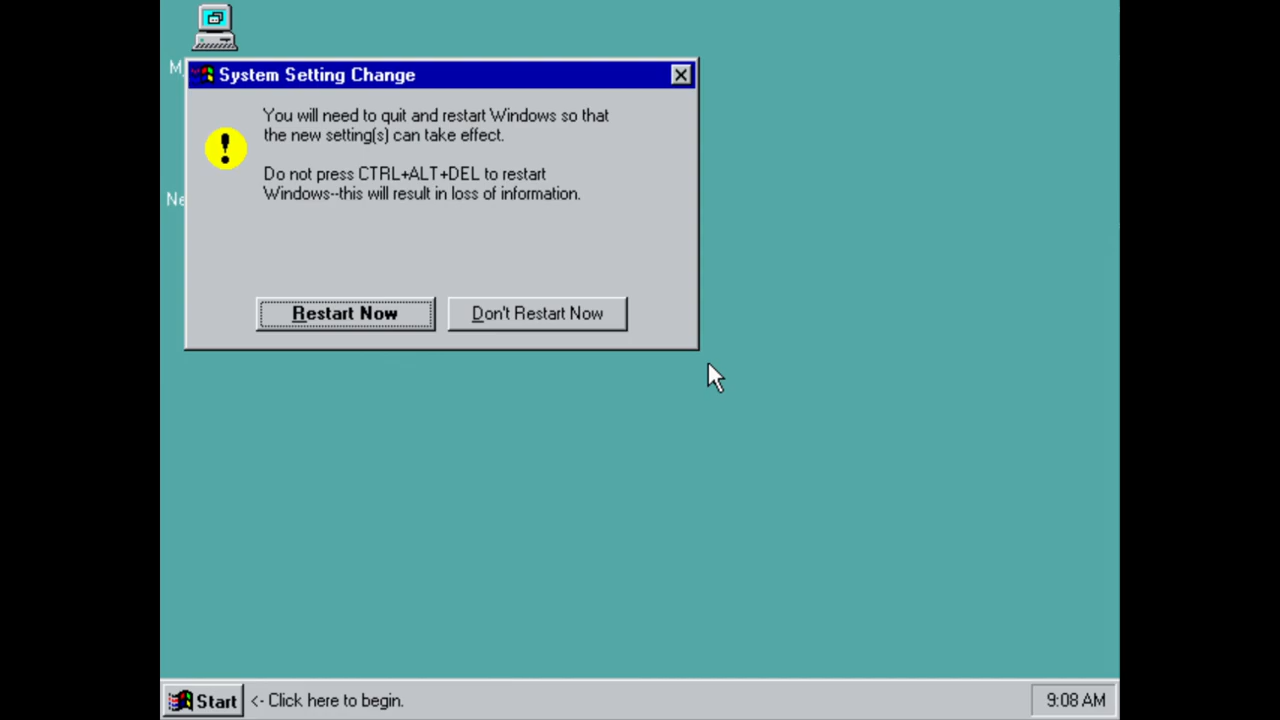 M
System Setting Change
You will need to quit and restart Windows so that
the new setting(s) can take effect.
Do not press CTRL+ALT+DEL to restart
Windows--this will result in loss of information.
Ne
Restart Now
Don't Restart Now
Start
<- Click here to begin.
9:08 AM